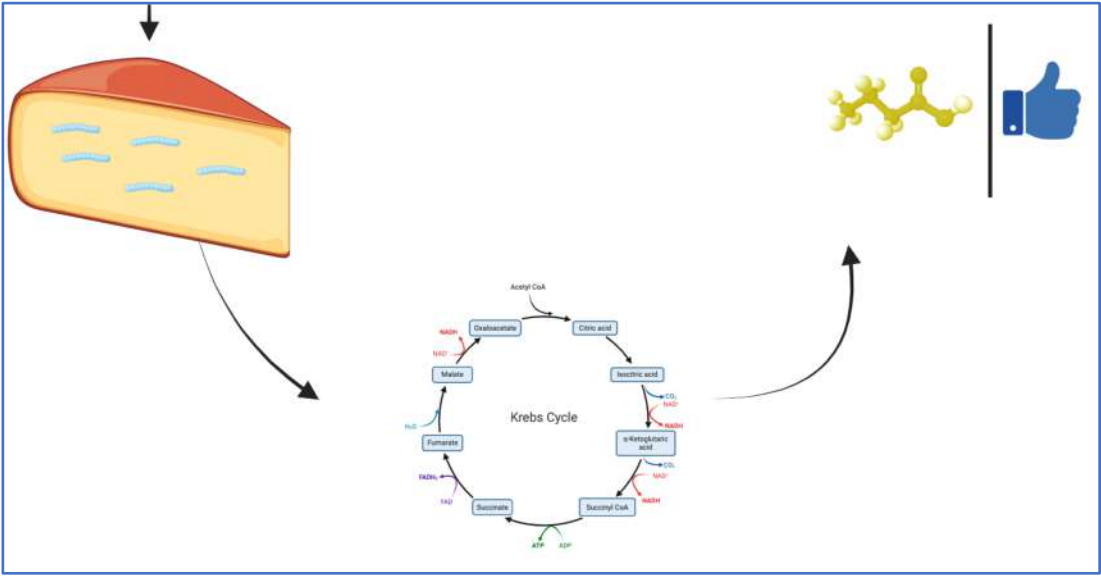 Acetyl CoA
Oxaloacetate
Citric acid
NADH
NAD⁺
Malate
Isocitric acid
CO₂
NAD⁺
NADH
Krebs Cycle
H₂O
Fumarate
α-Ketoglutaric
acid
CO₂
NAD⁺
NADH
FADH₂
FAD
Succinate
Succinyl CoA
ATP
ADP